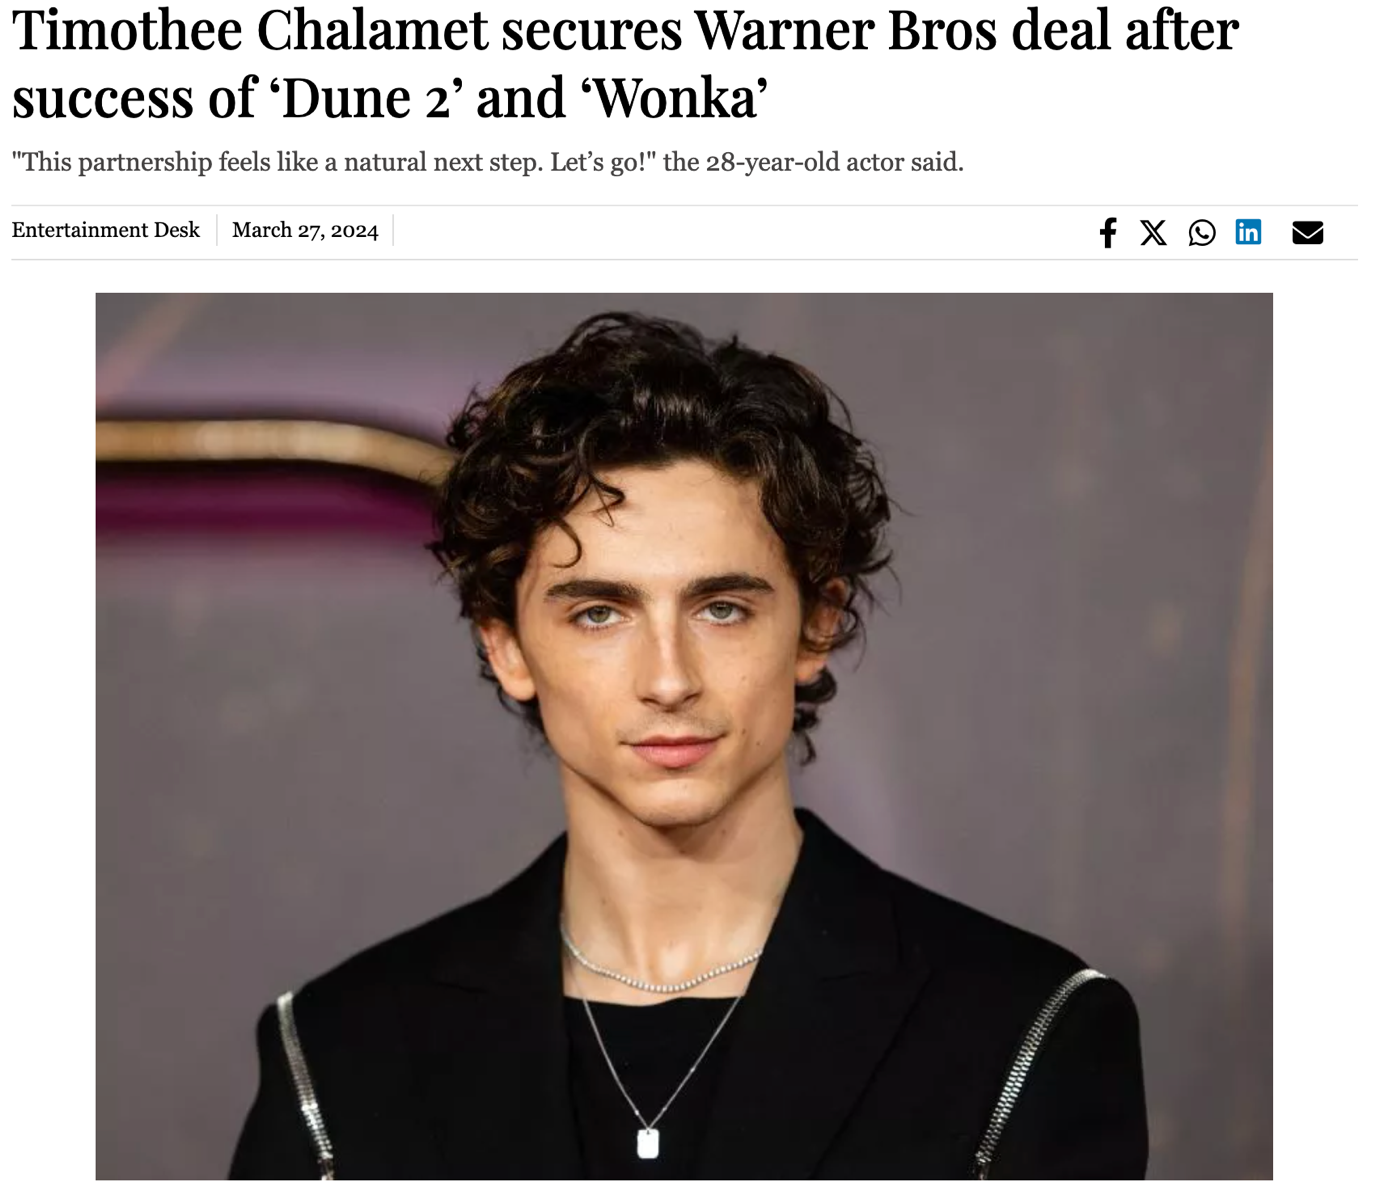 Timothee Chalamet secures Warner Bros deal after
success of ‘Dune 2’ and ‘Wonka’
"This partnership feels like a natural next step. Let’s go!" the 28-year-old actor said.
Entertainment Desk
March 27, 2024